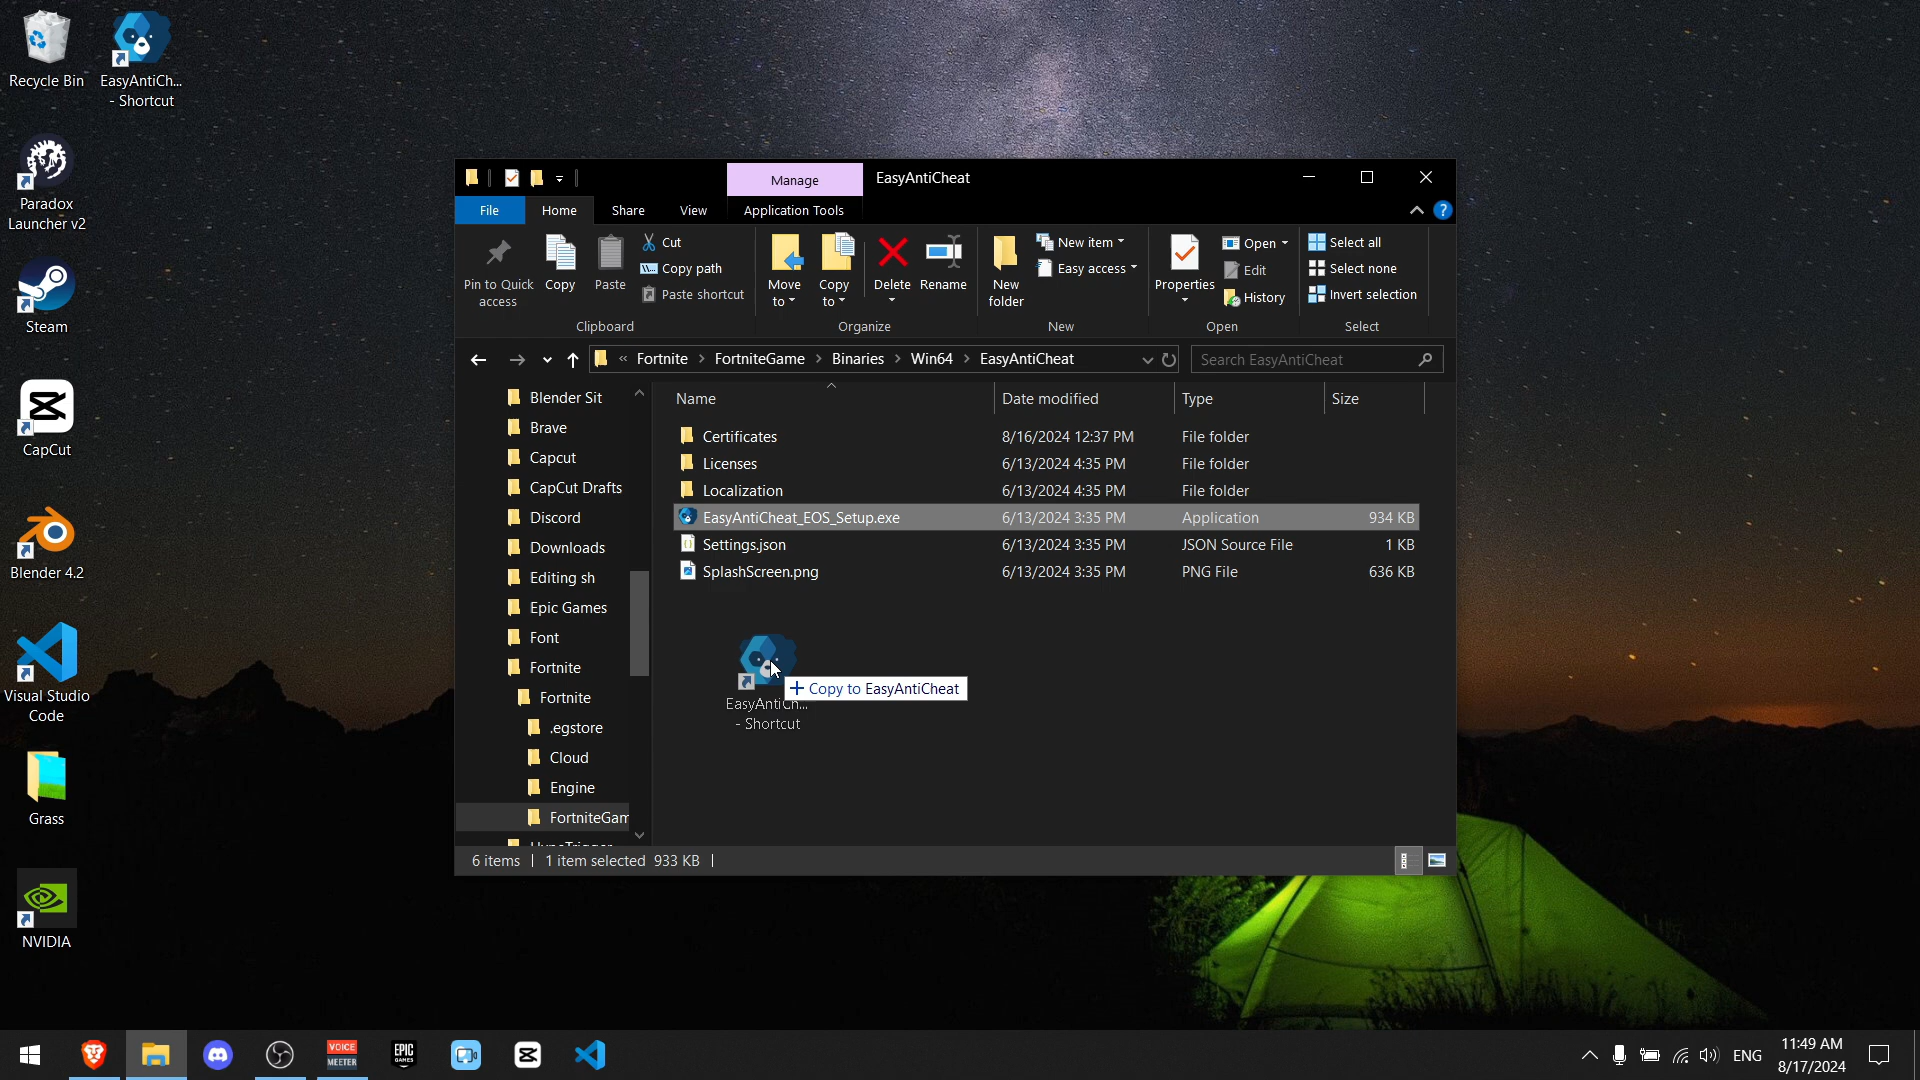 Recycle Bin
EasyAntiCh...
- Shortcut
Paradox
Launcher v2
Steam
CapCut
Blender 4.2
Visual Studio
Code
Grass
NVIDIA
Manage
EasyAntiCheat
File
Home
Share
View
Application Tools
?
Pin to Quick
access
Copy
Paste
Cut
Copy path
Paste shortcut
Clipboard
Move
to
Copy
to
Delete
Rename
Organize
New
folder
New item
Easy access
New
Properties
Open
Edit
History
Open
Select all
Select none
Invert selection
Select
« Fortnite > FortniteGame > Binaries > Win64 > EasyAntiCheat
Search EasyAntiCheat
Blender Sit
Brave
Capcut
CapCut Drafts
Discord
Downloads
Editing sh
Epic Games
Font
Fortnite
Fortnite
.egstore
Cloud
Engine
FortniteGam
Name Date modified Type Size
Certificates 8/16/2024 12:37 PM File folder
Licenses 6/13/2024 4:35 PM File folder
Localization 6/13/2024 4:35 PM File folder
EasyAntiCheat_EOS_Setup.exe 6/13/2024 3:35 PM Application 934 KB
Settings.json 6/13/2024 3:35 PM JSON Source File 1 KB
SplashScreen.png 6/13/2024 3:35 PM PNG File 636 KB
+ Copy to EasyAntiCheat
EasyAntiCh...
- Shortcut
6 items
1 item selected 933 KB
VOICE
MEETER
EPIC
GAMES
ENG
11:49 AM
8/17/2024